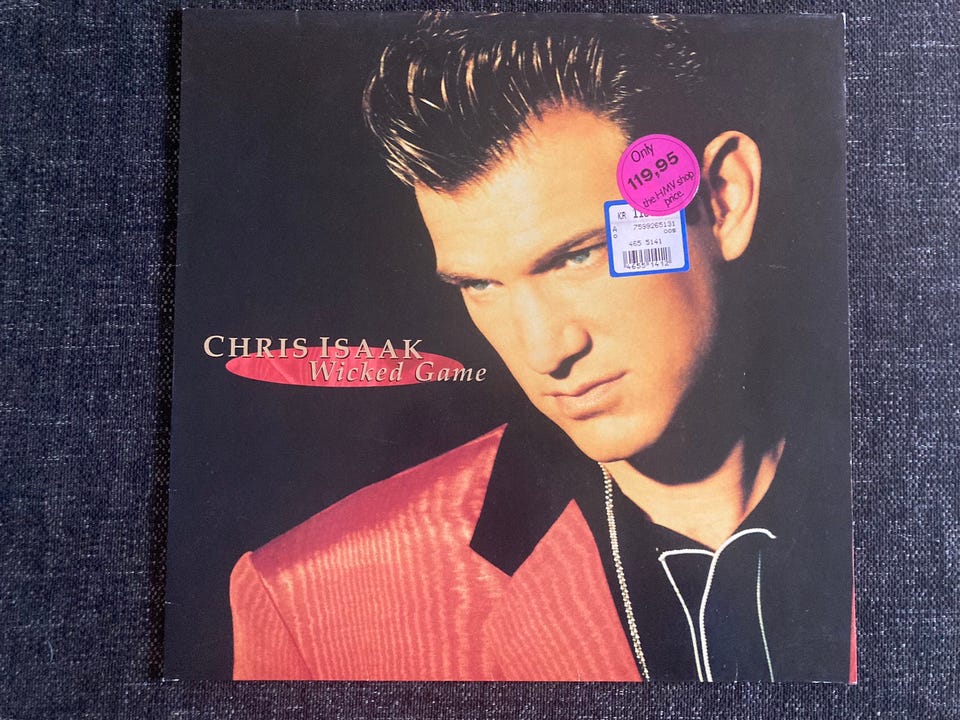 Only
119,95
the HMV shop
price
KR
A 7599265131
465 5141
CHRIS ISAAK
Wicked Game